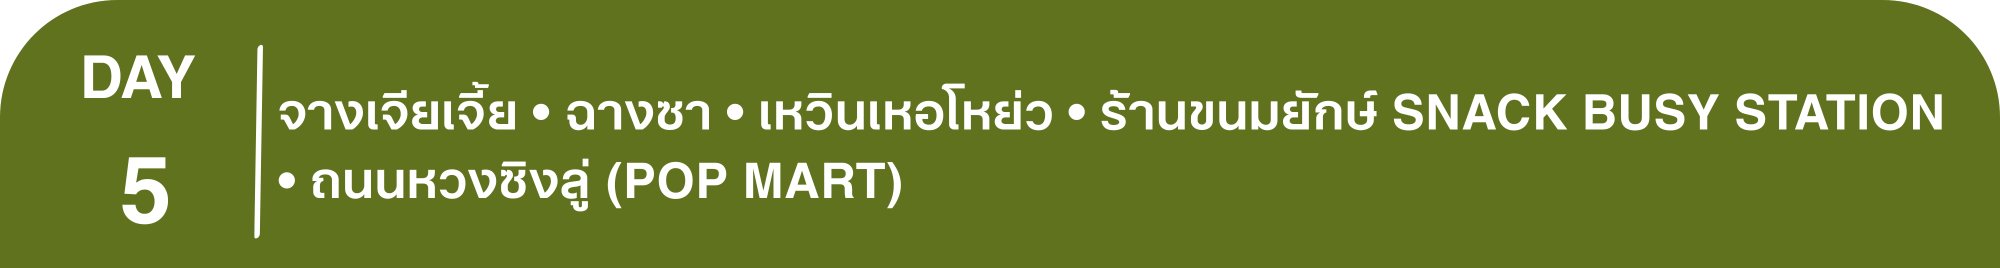 DAY
5
จางเจียเจี้ย • ฉางซา • เหวินเหอโหย่ว • ร้านขนมยักษ์ SNACK BUSY STATION
• ถนนหวงซิงลู่ (POP MART)